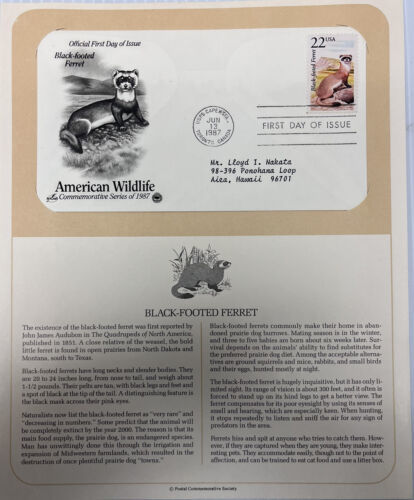 Official First Day of Issue
Black-footed
Ferret
American Wildlife
Commemorative Series of 1987
JUN
13
1987
TORONTO, CANADA
22 USA
Black-footed Ferret
FIRST DAY OF ISSUE
Mr. Lloyd I. Nakata
98-396 Ponohana Loop
Aiea, Hawaii 96701
BLACK-FOOTED FERRET
The existence of the black-footed ferret was first reported by
John James Audubon in The Quadrupeds of North America,
published in 1851. A close relative of the weasel, the bold
little ferret is found in open prairies from North Dakota and
Montana, south to Texas.
Black-footed ferrets have long necks and slender bodies. They
are 20 to 24 inches long, from nose to tail, and weigh about
1-1/2 pounds. Their pelts are tan, with black legs and feet and
a spot of black at the tip of the tail. A distinguishing feature is
the black mask across their eyes.
Naturalists now list the black-footed ferret as "very rare" and
"decreasing in numbers." Some predict that the animal will
be completely extinct by the year 2000. The reason is that its
main food supply, the prairie dog, is an endangered species.
Man has unwittingly done this through the irrigation and
expansion of Midwestern farmlands, which resulted in the
destruction of once plentiful prairie dog "towns."
Black-footed ferrets commonly make their home in aban-
doned prairie dog burrows. Mating season is in the winter,
and three to five babies are born about six weeks later. Sur-
vival depends on the animals' ability to find substitutes for
the preferred prairie dog diet. Among the acceptable alterna-
tives are ground squirrels and mice, rabbits, and small birds
and their eggs, hunted mostly at night.
The black-footed ferret is hugely inquisitive, but it has only li-
mited sight. Its range of vision is about 300 feet, and it often is
forced to stand up on its hind legs to get a better view. The
ferret compensates for its poor eyesight by using its senses of
smell and hearing, which are especially keen. When hunting,
it stops repeatedly to listen and sniff the air for any sign of
predators in the area.
Ferrets hiss and spit at anyone who tries to catch them. How-
ever, if they are captured when they are young, they make inter-
esting pets. They accommodate easily, though not to the point of
affection, and can be trained to eat cat food and use a litter box.
© Postal Commemorative Society